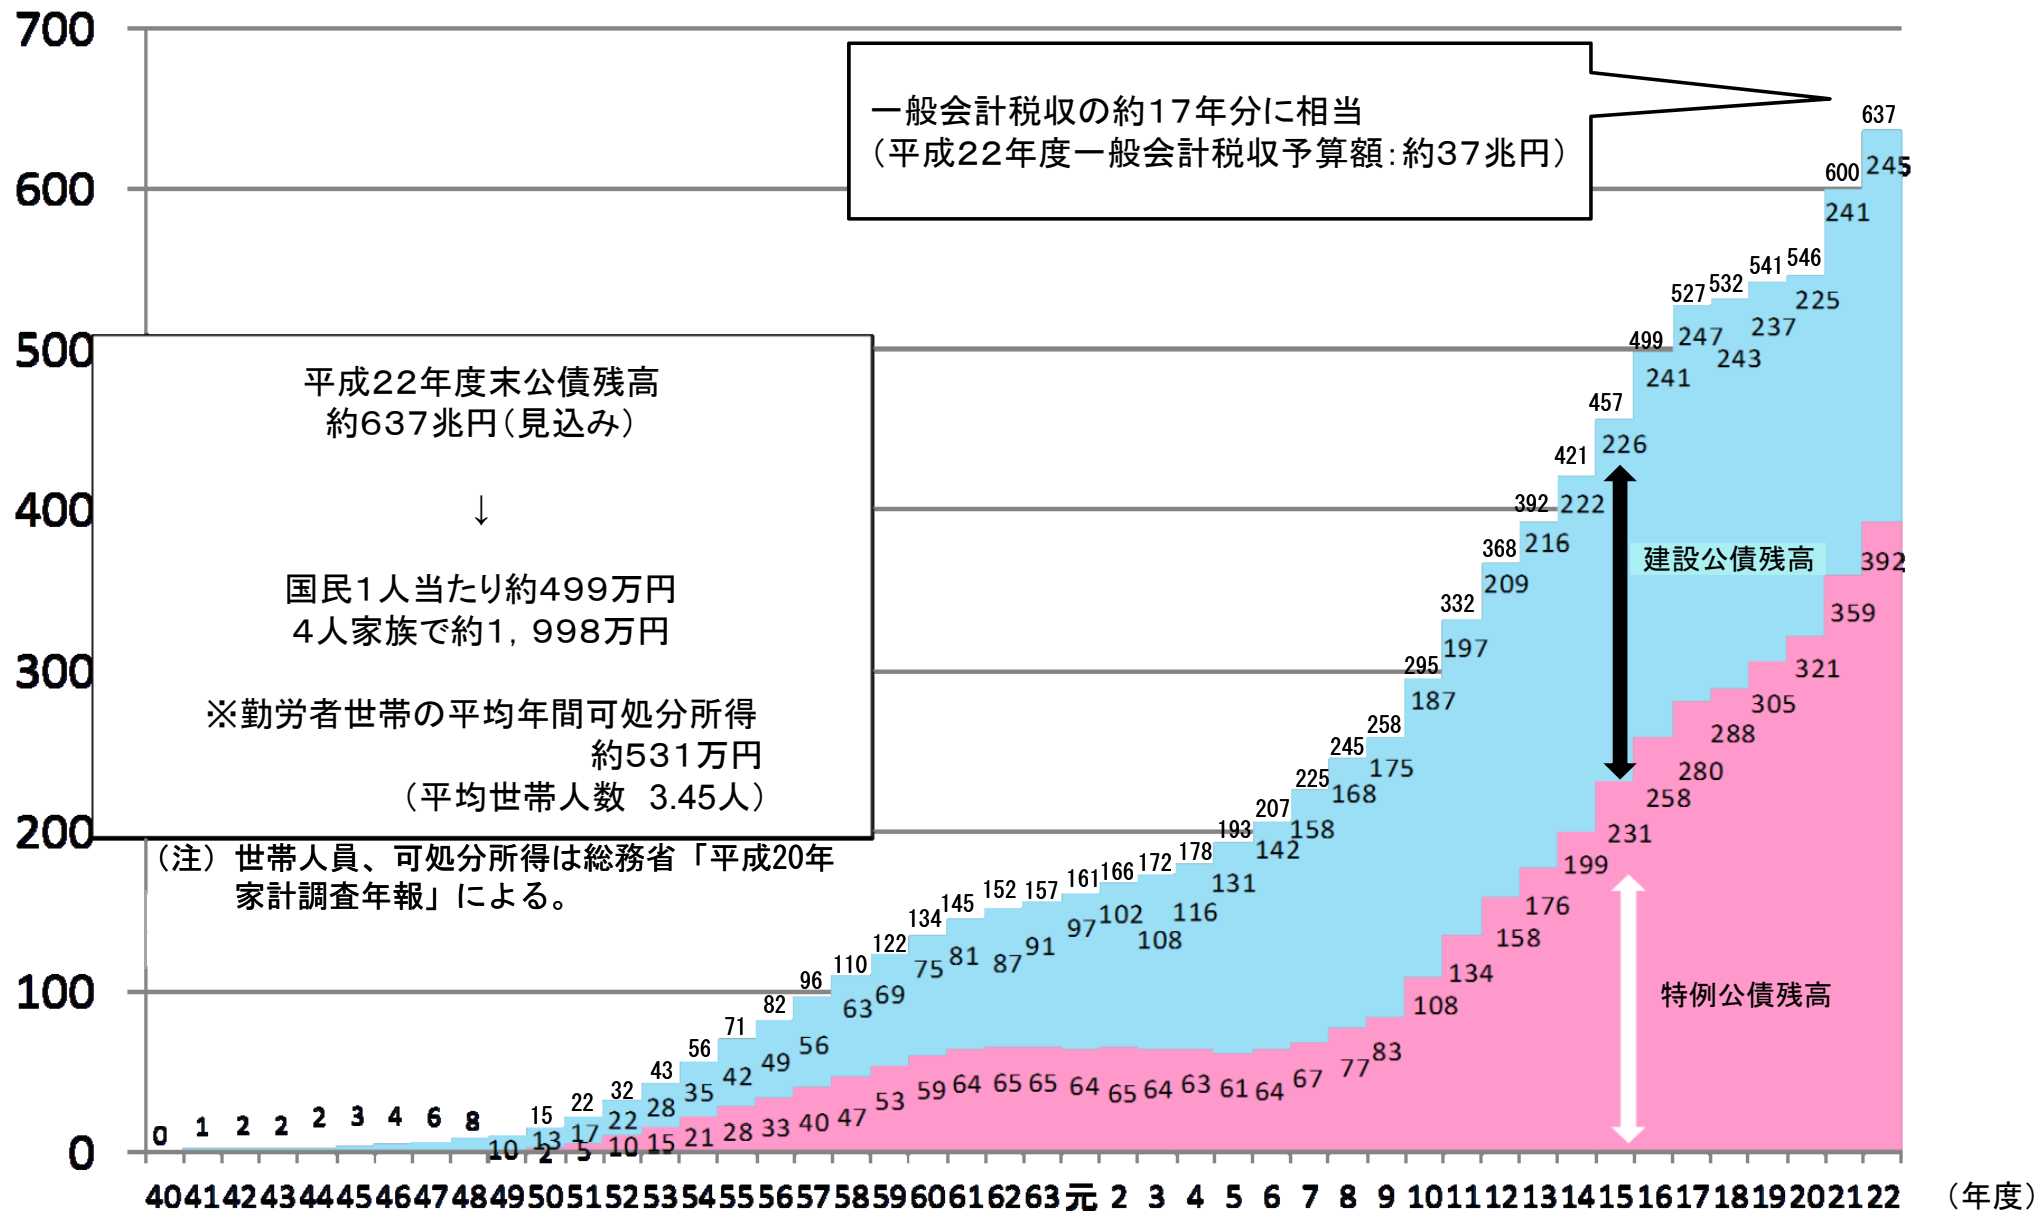 700
600
500
400
300
200
100
0
一般会計税収の約17年分に相当
(平成22年度一般会計税収予算額:約37兆円)
平成22年度末公債残高
約637兆円(見込み)
↓
国民1人当たり約499万円
4人家族で約1,998万円
※勤労者世帯の平均年間可処分所得
約531万円
(平均世帯人数 3.45人)
(注)世帯人員、可処分所得は総務省「平成20年
家計調査年報」による。
建設公債残高
特例公債残高
0 1 2 2 2 3 4 6 8 15 22 32 43 56 71 82 96 110 122 134 145 152 157 161 166 172 178 193 207 225 245 258 295 332 368 392 421 457 499 527 532 541 546 600 637
10 13 17 22 28 35 42 49 56 63 69 75 81 87 91 97 102 108 116 131 142 158 168 175 187 197 209 216 222 226 241 247 243 237 225 241 245
2 5 10 15 21 28 33 40 47 53 59 64 65 65 64 65 64 63 61 64 67 77 83 108 134 158 176 199 231 258 280 288 305 321 359 392
40 41 42 43 44 45 46 47 48 49 50 51 52 53 54 55 56 57 58 59 60 61 62 63 元 2 3 4 5 6 7 8 9 10 11 12 13 14 15 16 17 18 19 20 21 22 (年度)